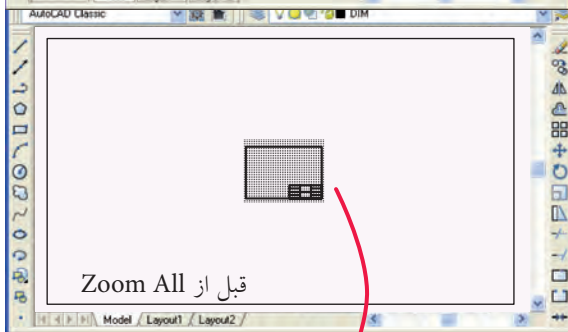 AutoCAD Classic DIM
قبل از Zoom All
Model / Layout1 / Layout2 /